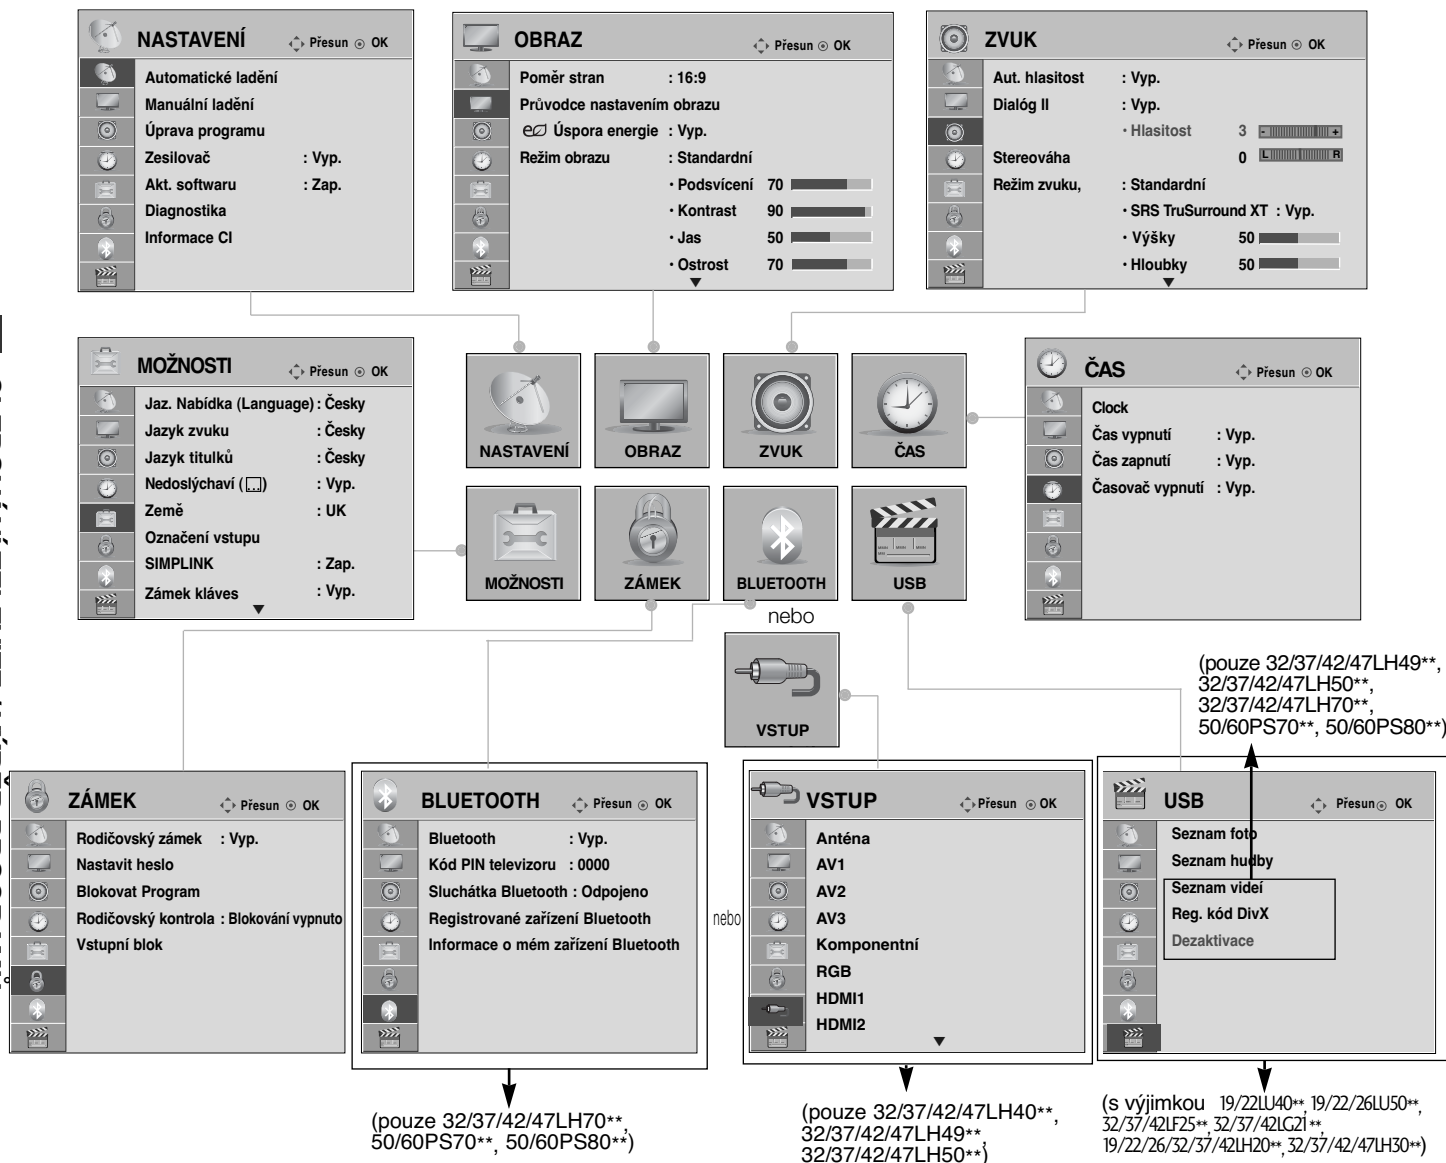 NASTAVENÍ
Přesun OK
Automatické ladění
Manuální ladění
Úprava programu
Zesilovač : Vyp.
Akt. softwaru : Zap.
Diagnostika
Informace CI
OBRAZ
Přesun OK
Poměr stran : 16:9
Průvodce nastavením obrazu
Úspora energie : Vyp.
Režim obrazu : Standardní
• Podsvícení 70
• Kontrast 90
• Jas 50
• Ostrost 70
ZVUK
Přesun OK
Aut. hlasitost : Vyp.
Dialóg II : Vyp.
• Hlasitost 3 - +
Stereováha 0 L R
Režim zvuku, : Standardní
• SRS TruSurround XT : Vyp.
• Výšky 50
• Hloubky 50
MOŽNOSTI
Přesun OK
Jaz. Nabídka (Language) : Česky
Jazyk zvuku : Česky
Jazyk titulků : Česky
Nedoslýchaví ( ) : Vyp.
Země : UK
Označení vstupu
SIMPLINK : Zap.
Zámek kláves : Vyp.
NASTAVENÍ
OBRAZ
ZVUK
ČAS
MOŽNOSTI
ZÁMEK
BLUETOOTH
USB
nebo
VSTUP
ČAS
Přesun OK
Clock
Čas vypnutí : Vyp.
Čas zapnutí : Vyp.
Časovač vypnutí : Vyp.
(pouze 32/37/42/47LH49**,
32/37/42/47LH50**,
32/37/42/47LH70**,
50/60PS70**, 50/60PS80**)
ZÁMEK
Přesun OK
Rodičovský zámek : Vyp.
Nastavit heslo
Blokovat Program
Rodičovský kontrola : Blokování vypnuto
Vstupní blok
BLUETOOTH
Přesun OK
Bluetooth : Vyp.
Kód PIN televizoru : 0000
Sluchátka Bluetooth : Odpojeno
Registrované zařízení Bluetooth
Informace o mém zařízení Bluetooth
nebo
VSTUP
Přesun OK
Anténa
AV1
AV2
AV3
Komponentní
RGB
HDMI1
HDMI2
USB
Přesun OK
Seznam foto
Seznam hudby
Seznam videí
Reg. kód DivX
Dezaktivace
(pouze 32/37/42/47LH70**,
50/60PS70**, 50/60PS80**)
(pouze 32/37/42/47LH40**,
32/37/42/47LH49**,
32/37/42/47LH50**)
(s výjimkou 19/22LU40**, 19/22/26LU50**,
32/37/42LF25**, 32/37/42LG21**,
19/22/26/32/37/42LH20**, 32/37/42/47LH30**)